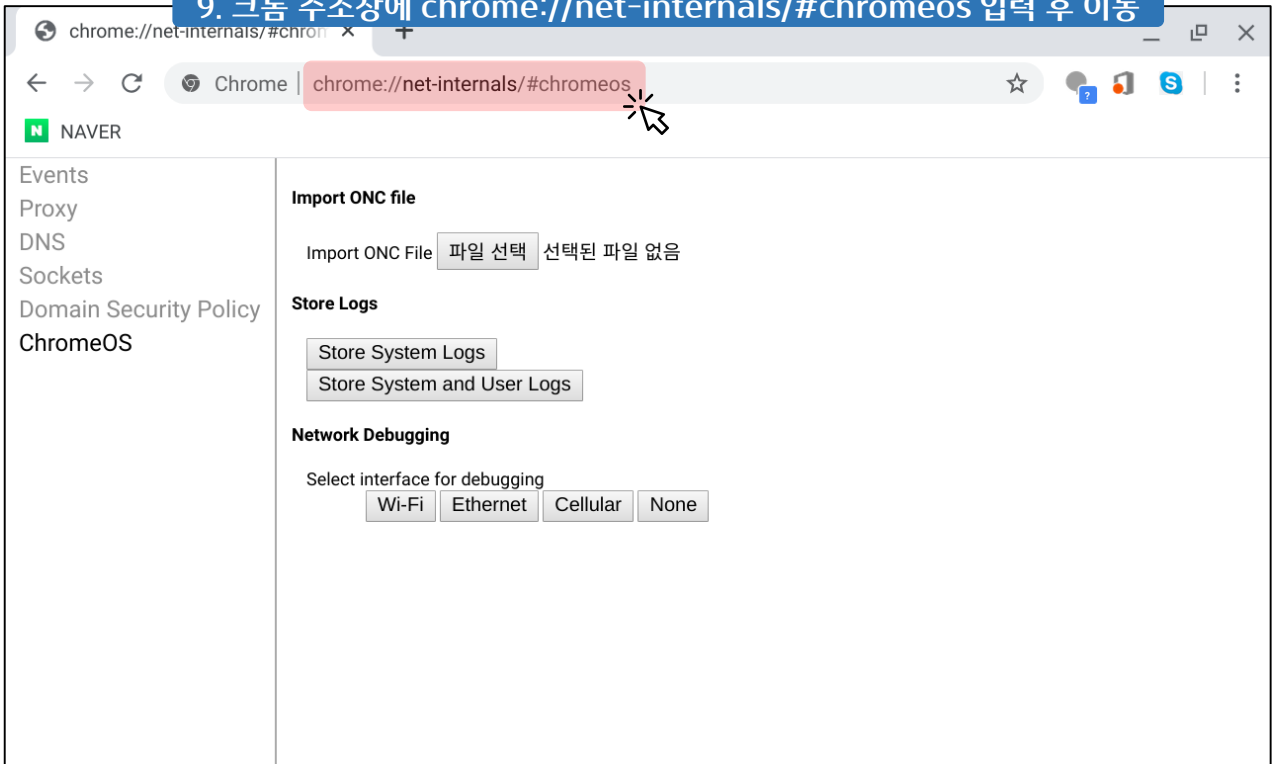 9. 크롬 주소창에 chrome://net-internals/#chromeos 입력 후 이동
chrome://net-internals/#chrom
Chrome | chrome://net-internals/#chromeos
N NAVER
Events
Proxy
DNS
Sockets
Domain Security Policy
ChromeOS
Import ONC file
Import ONC File 파일 선택 선택된 파일 없음
Store Logs
Store System Logs
Store System and User Logs
Network Debugging
Select interface for debugging
Wi-Fi Ethernet Cellular None